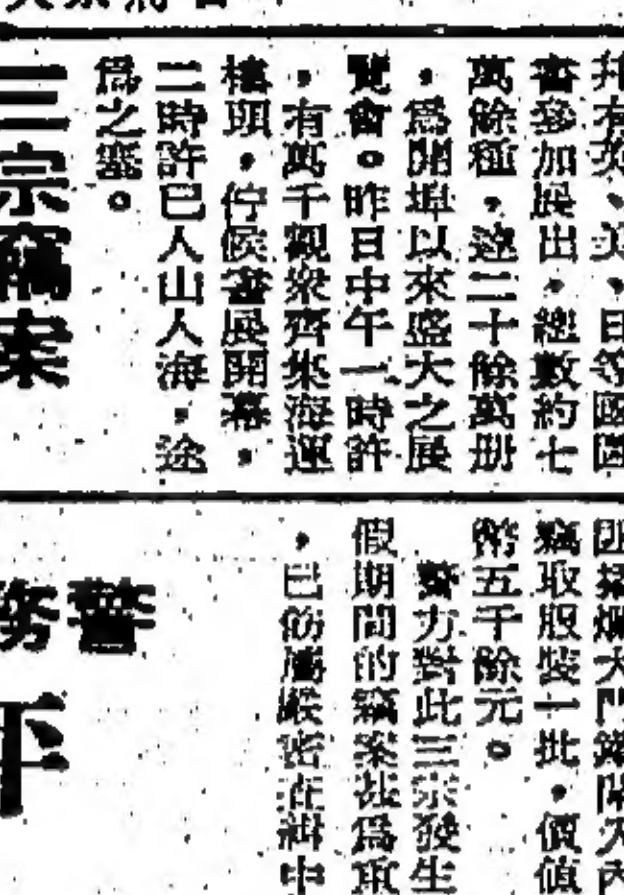 邦有英、美、日等國圖
書參加展出，總數約七
萬餘種，達二十餘萬册
，爲開埠以來盛大之展
覽會。昨日中午一時許
，有萬千觀衆齊集海運
樓頭，佇候書展開幕，
二時許已人山人海，途
爲之塞。
三宗竊案
大門
竊取服裝一批，價值
幣五千餘元。
警方對此三宗發生
假期間的竊案甚爲重
，已飭屬嚴密在緝中
警
務
平